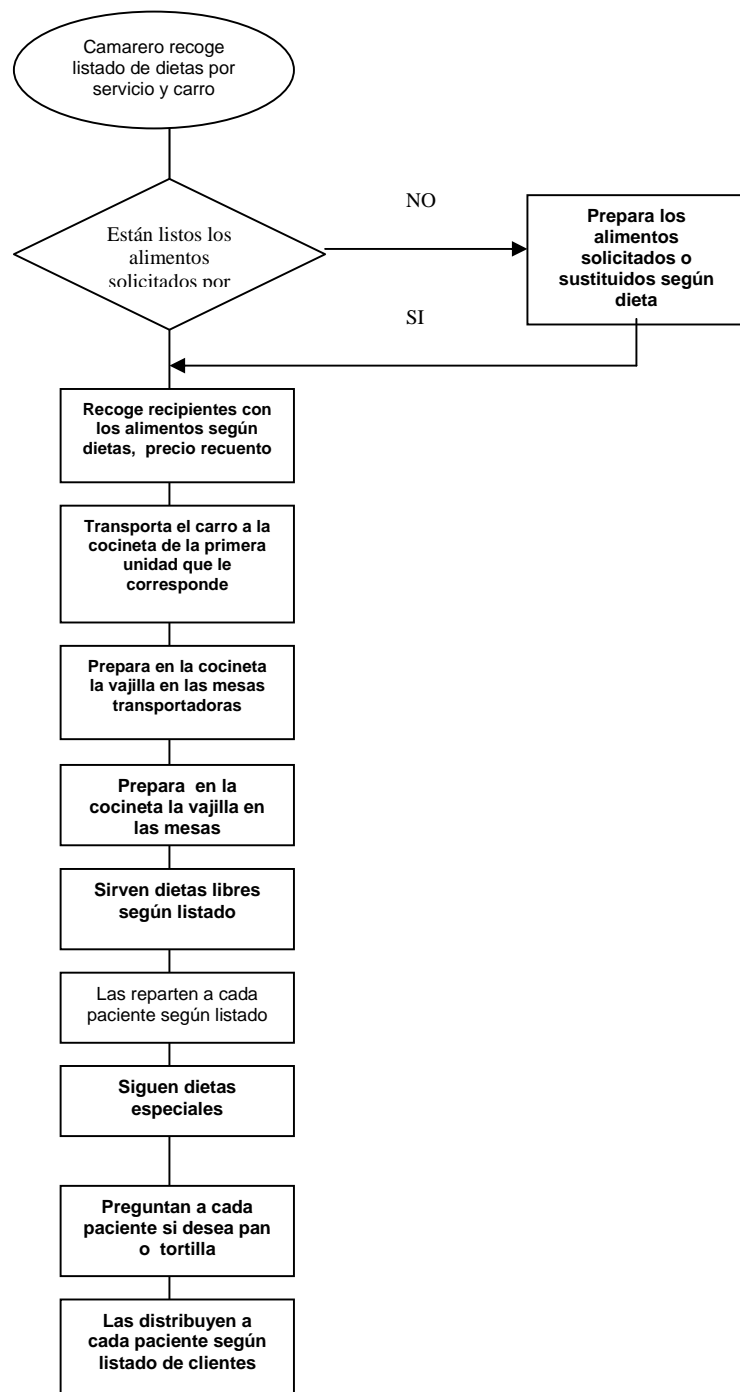 Camarero recoge
listado de dietas por
servicio y carro
NO
Están listos los
alimentos
solicitados por
Prepara los
alimentos
solicitados o
sustituidos según
dieta
SI
Recoge recipientes con
los alimentos según
dietas, precio recuento
Transporta el carro a la
cocineta de la primera
unidad que le
corresponde
Prepara en la cocineta
la vajilla en las mesas
transportadoras
Prepara en la
cocineta la vajilla en
las mesas
Sirven dietas libres
según listado
Las reparten a cada
paciente según listado
Siguen dietas
especiales
Preguntan a cada
paciente si desea pan
o tortilla
Las distribuyen a
cada paciente según
listado de clientes